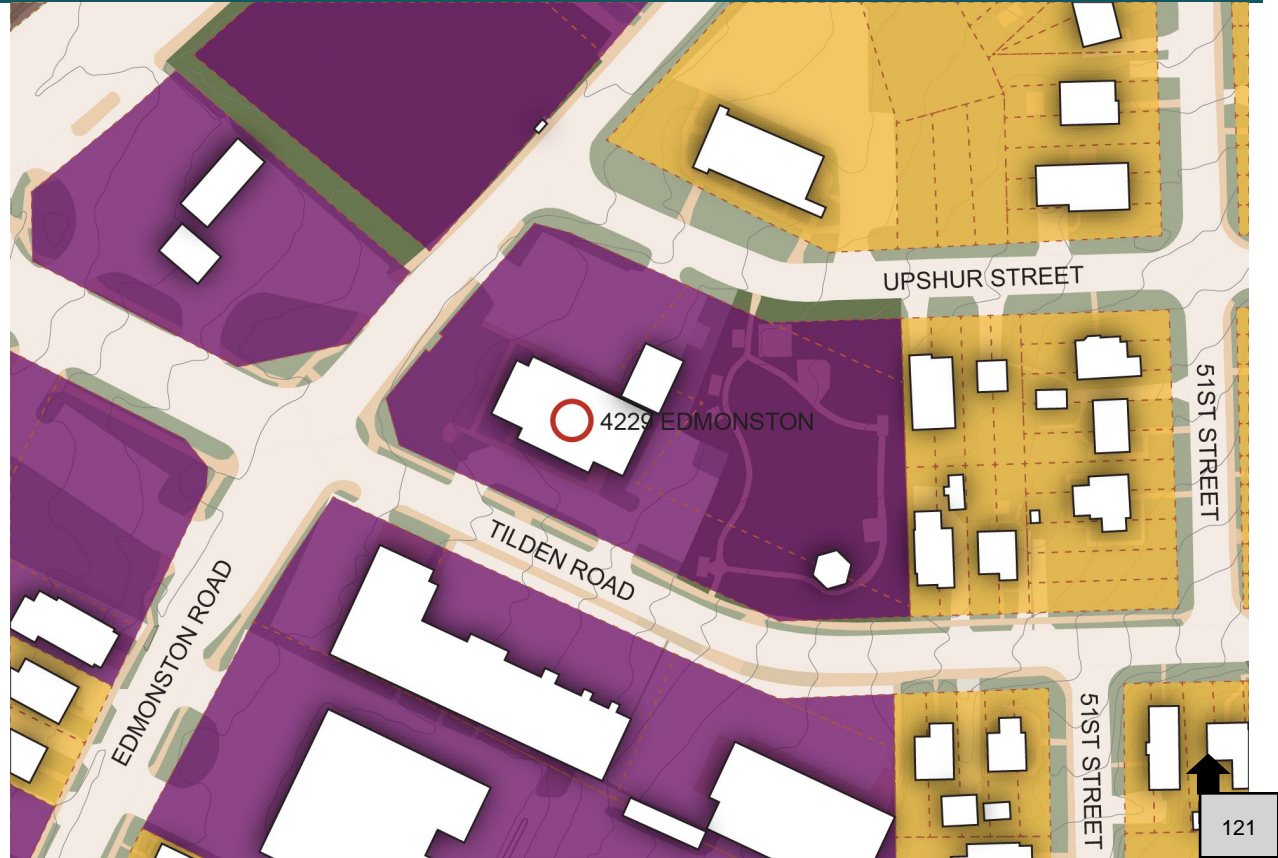 UPSHUR STREET
51ST STREET
4229 EDMONSTON
TILDEN ROAD
EDMONSTON ROAD
51ST STREET
121